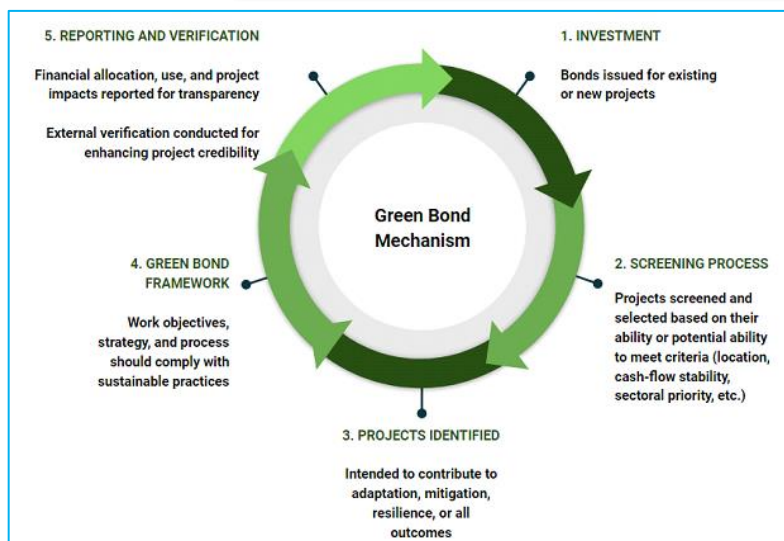 Green Bond
Mechanism
1. INVESTMENT
Bonds issued for existing
or new projects
2. SCREENING PROCESS
Projects screened and
selected based on their
ability or potential ability
to meet criteria (location,
cash-flow stability,
sectoral priority, etc.)
3. PROJECTS IDENTIFIED
Intended to contribute to
adaptation, mitigation,
resilience, or all
outcomes
4. GREEN BOND
FRAMEWORK
Work objectives,
strategy, and process
should comply with
sustainable practices
5. REPORTING AND VERIFICATION
Financial allocation, use, and project
impacts reported for transparency
External verification conducted for
enhancing project credibility